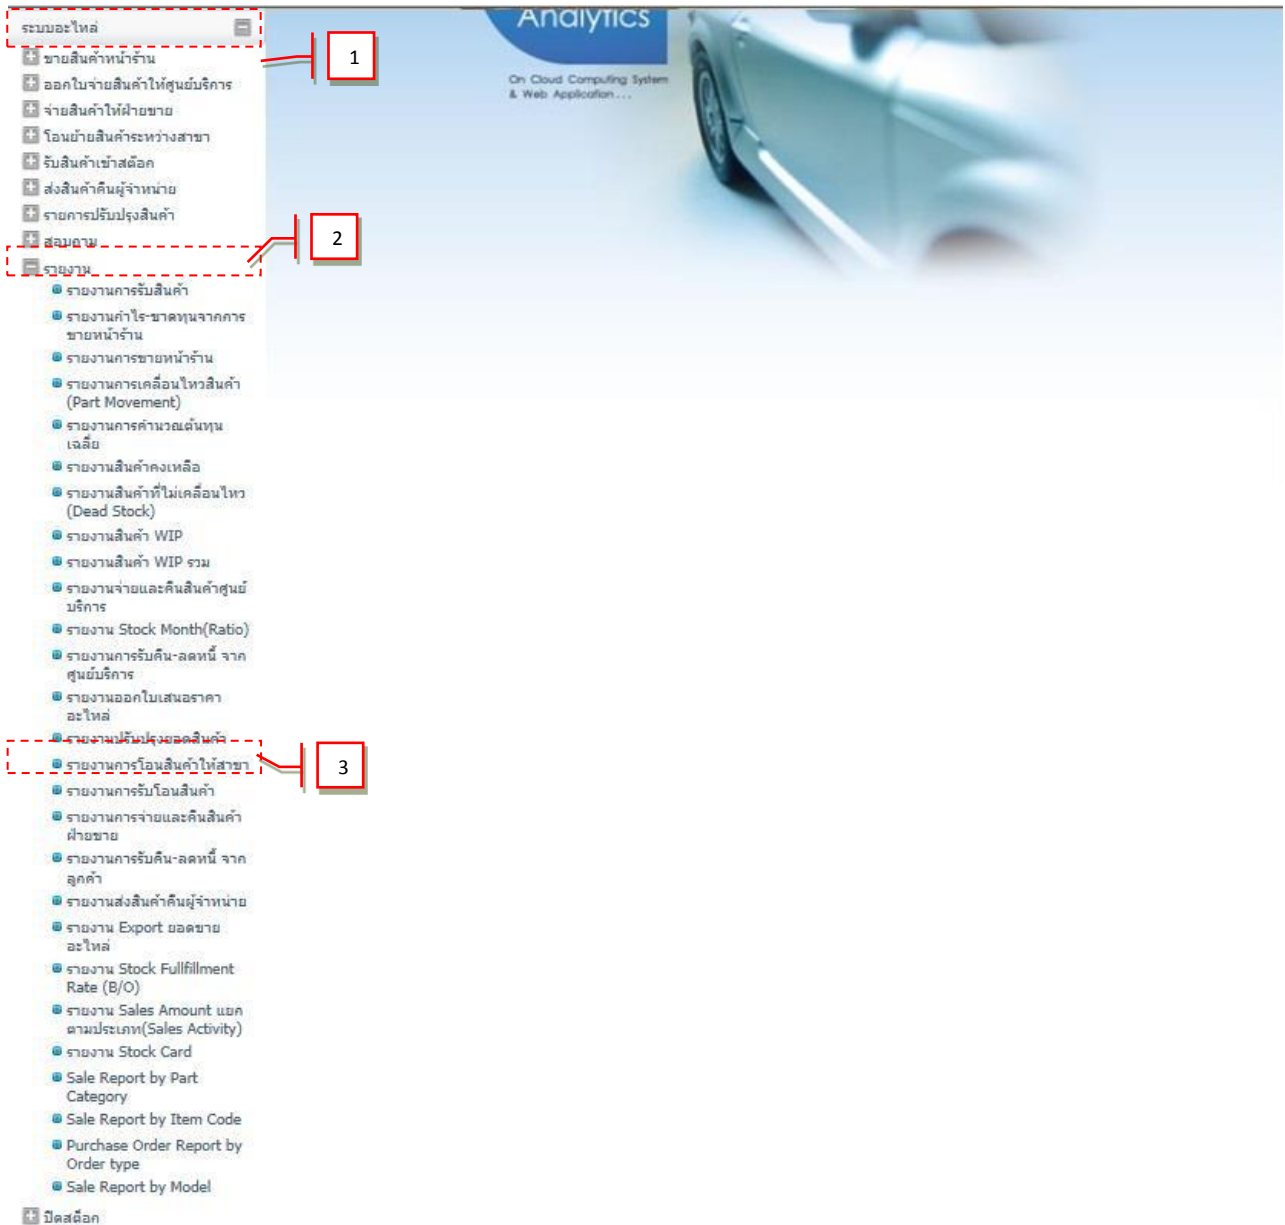 ระบบอะไหล่
Analytics
On Cloud Computing System
& Web Application...
1
ขายสินค้าหน้าร้าน
ออกใบจ่ายสินค้าให้ศูนย์บริการ
จ่ายสินค้าให้ฝ่ายขาย
โอนย้ายสินค้าระหว่างสาขา
รับสินค้าเข้าสต๊อก
ส่งสินค้าคืนผู้จำหน่าย
รายการปรับปรุงสินค้า
2
สอบถาม
รายงาน
รายงานการรับสินค้า
รายงานกำไร-ขาดทุนจากการ
ขายหน้าร้าน
รายงานการขายหน้าร้าน
รายงานการเคลื่อนไหวสินค้า
(Part Movement)
รายงานการคำนวณต้นทุน
เฉลี่ย
รายงานสินค้าคงเหลือ
รายงานสินค้าที่ไม่เคลื่อนไหว
(Dead Stock)
รายงานสินค้า WIP
รายงานสินค้า WIP รวม
รายงานจ่ายและคืนสินค้าศูนย์
บริการ
รายงาน Stock Month(Ratio)
รายงานการรับคืน-ลดหนี้ จาก
ศูนย์บริการ
รายงานออกใบเสนอราคา
อะไหล่
รายงานปรับปรุงยอดสินค้า
รายงานการโอนสินค้าให้สาขา
3
รายงานการรับโอนสินค้า
รายงานการจ่ายและคืนสินค้า
ฝ่ายขาย
รายงานการรับคืน-ลดหนี้ จาก
ลูกค้า
รายงานส่งสินค้าคืนผู้จำหน่าย
รายงาน Export ยอดขาย
อะไหล่
รายงาน Stock Fullfillment
Rate (B/O)
รายงาน Sales Amount แยก
ตามประเภท(Sales Activity)
รายงาน Stock Card
Sale Report by Part
Category
Sale Report by Item Code
Purchase Order Report by
Order type
Sale Report by Model
ปิดสต๊อก